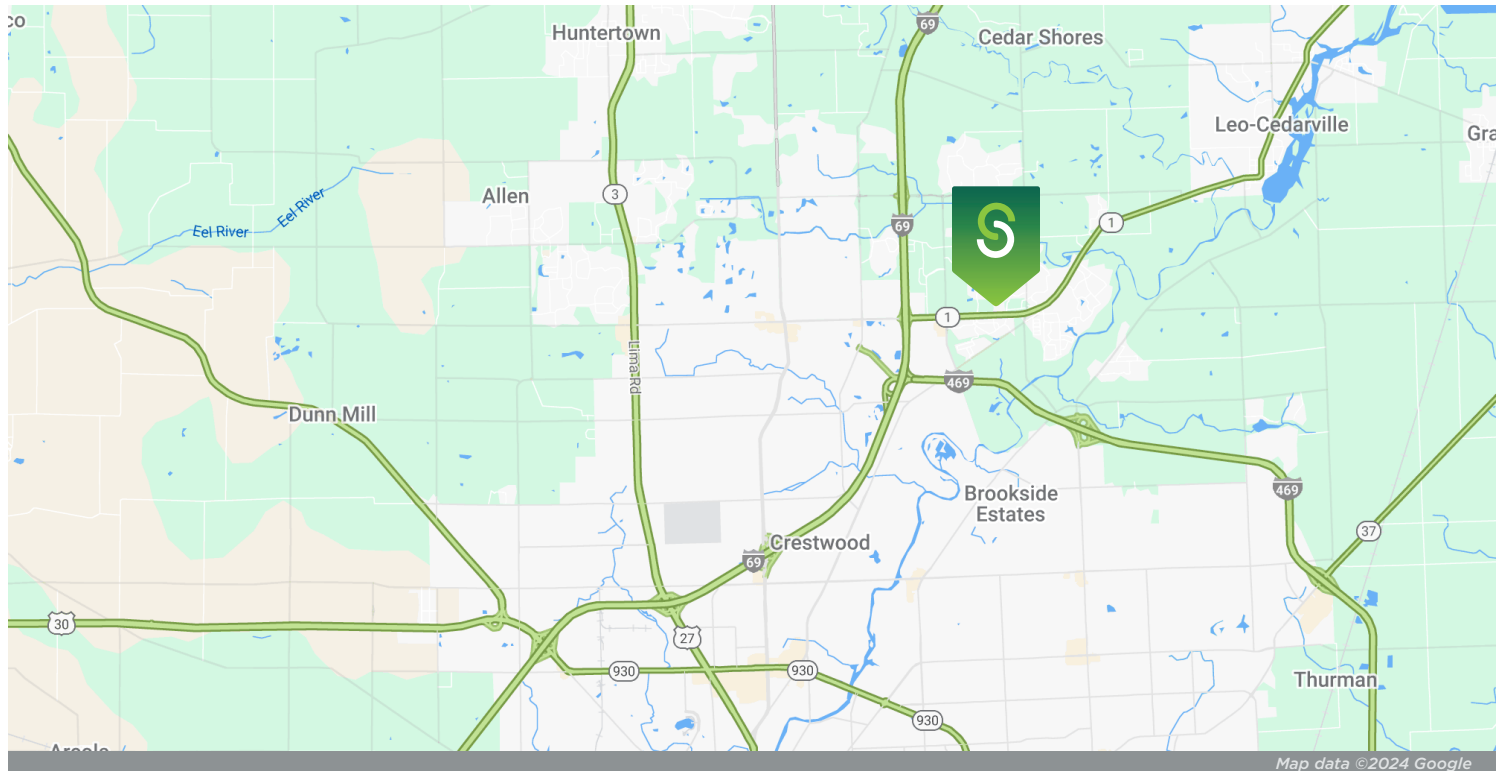 co
Huntertown
69
Cedar Shores
Leo-Cedarville
Gra
Allen
3
Eel River
Eel River
69
S
1
1
Lima Rd
469
Dunn Mill
Brookside
Estates
469
37
Crestwood
69
30
27
930
930
930
Thurman
Map data ©2024 Google